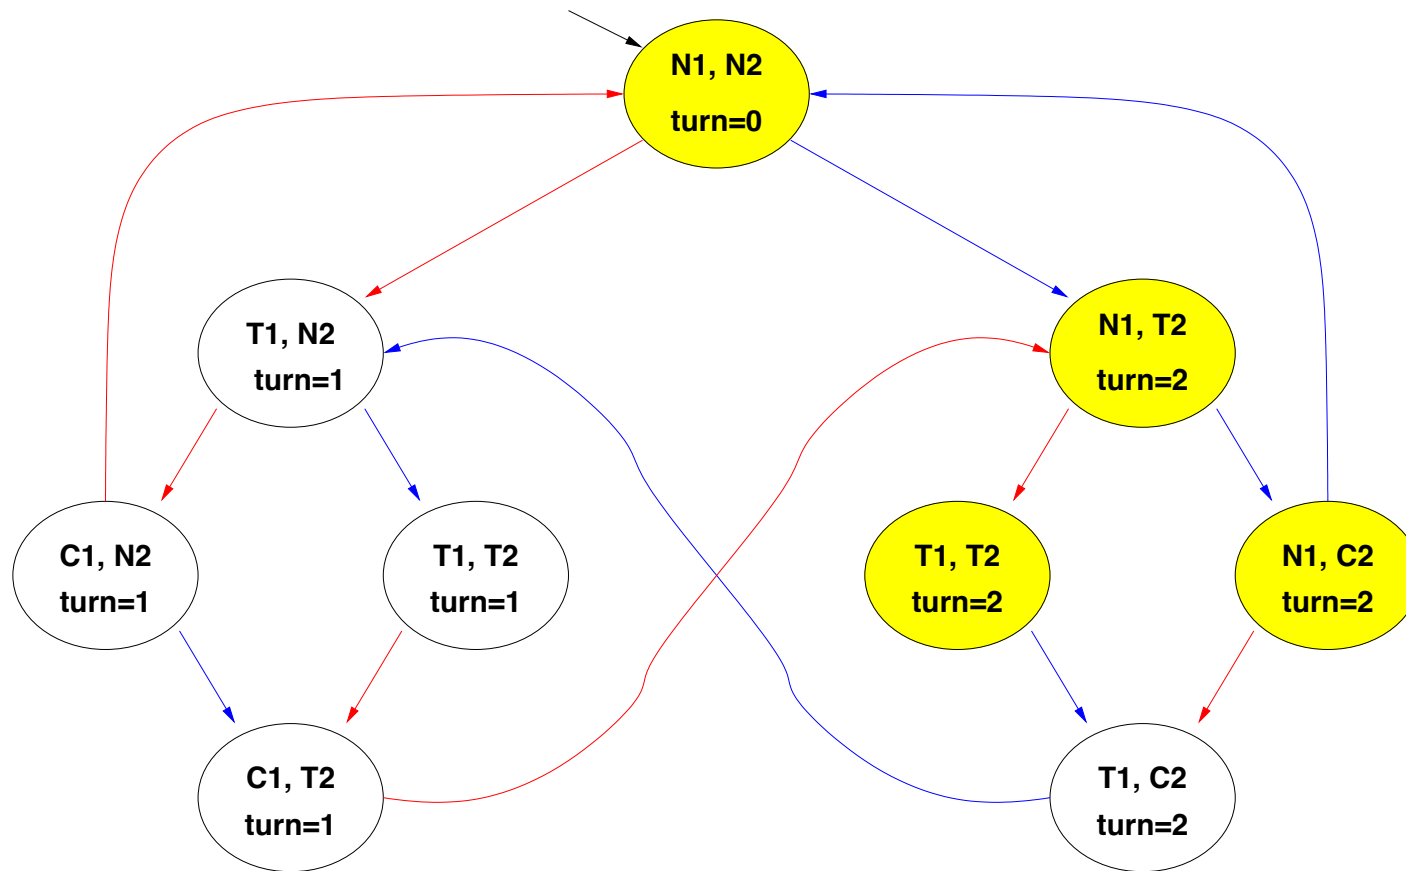 N1, N2
turn=0
T1, N2
turn=1
N1, T2
turn=2
C1, N2
turn=1
T1, T2
turn=1
T1, T2
turn=2
N1, C2
turn=2
C1, T2
turn=1
T1, C2
turn=2